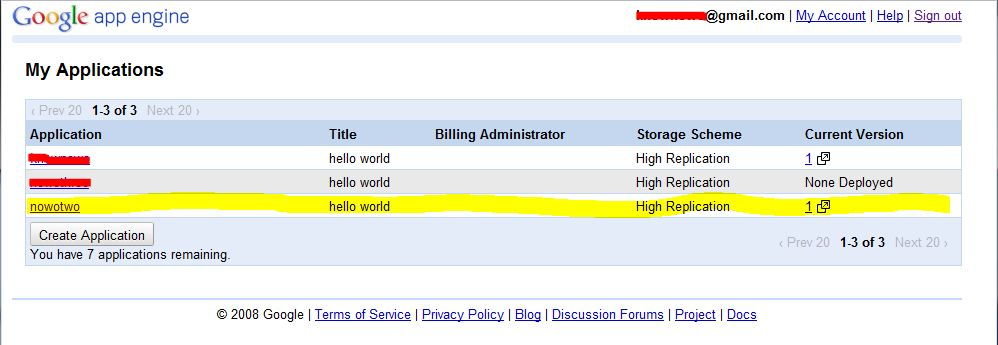 Google app engine
@gmail.com | My Account | Help | Sign out
My Applications
‹ Prev 20 1-3 of 3 Next 20 ›
Application Title Billing Administrator Storage Scheme Current Version
hello world High Replication 1
hello world High Replication None Deployed
nowotwo hello world High Replication 1
Create Application
‹ Prev 20 1-3 of 3 Next 20 ›
You have 7 applications remaining.
© 2008 Google | Terms of Service | Privacy Policy | Blog | Discussion Forums | Project | Docs